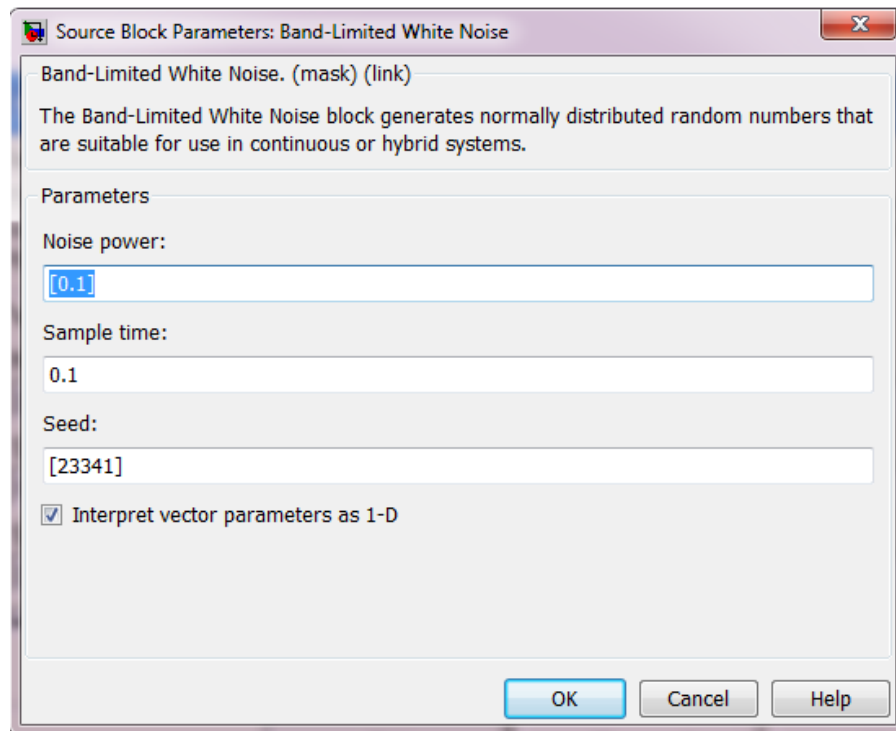 Source Block Parameters: Band-Limited White Noise
Band-Limited White Noise. (mask) (link)
The Band-Limited White Noise block generates normally distributed random numbers that
are suitable for use in continuous or hybrid systems.
Parameters
Noise power:
[0.1]
Sample time:
0.1
Seed:
[23341]
Interpret vector parameters as 1-D
OK Cancel Help